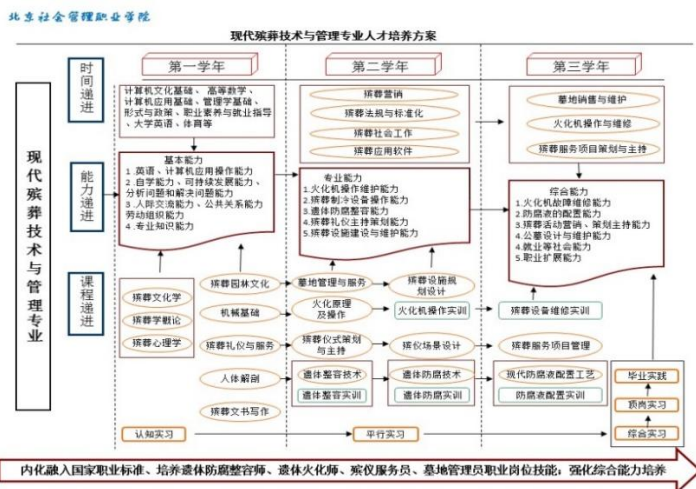 北京社会管理职业学院
现代殡葬技术与管理专业人才培养方案
现代殡葬技术与管理专业
时间递进
第一学年
第二学年
第三学年
计算机文化基础、高等数学、
计算机应用基础、管理学基础、
形式与政策、职业素养与就业指导
、大学英语、体育等
殡葬营销
殡葬法规与标准化
殡葬社会工作
殡葬应用软件
墓地销售与维护
火化机操作与维修
殡葬服务项目策划与主持
能力递进
基本能力
1.英语、计算机应用操作能力
2.自学能力、可持续发展能力、
分析问题和解决问题能力
3.人际交流能力、公共关系能力
劳动组织能力
4.专业知识能力
专业能力
1.火化机操作维护能力
2.殡葬制冷设备操作能力
3.遗体防腐整容能力
4.殡葬礼仪主持策划能力
5.殡葬设施建设与维护能力
综合能力
1.火化机故障维修能力
2.防腐液的配置能力
3.殡葬活动营销、策划主持能力
4.公墓设计与维护能力
4.就业等社会能力
5.职业扩展能力
课程递进
殡葬文化学
殡葬学概论
殡葬心理学
殡葬园林文化
机械基础
殡葬礼仪与服务
人体解剖
殡葬文书写作
墓地管理与服务
火化原理
及操作
殡葬仪式策划
与主持
遗体整容技术
遗体整容实训
殡葬设施规
划设计
火化机操作实训
殡仪场景设计
遗体防腐技术
遗体防腐实训
殡葬设备维修实训
殡葬服务项目管理
现代防腐液配置工艺
防腐液配置实训
毕业实践
顶岗实习
综合实习
认知实习
平行实习
内化融入国家职业标准、培养遗体防腐整容师、遗体火化师、殡仪服务员、墓地管理员职业岗位技能；强化综合能力培养